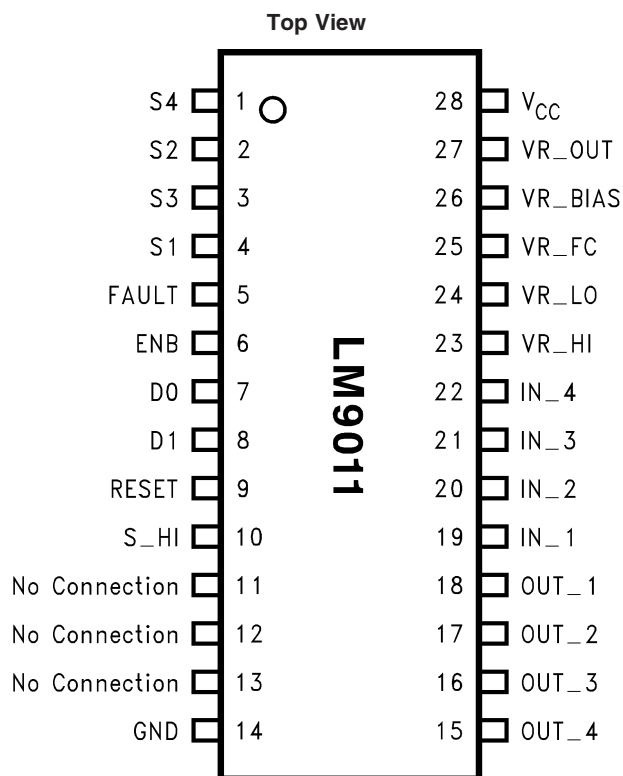 Top View
S4 1 28 VCC
S2 2 27 VR_OUT
S3 3 26 VR_BIAS
S1 4 25 VR_FC
FAULT 5 24 VR_LO
ENB 6 23 VR_HI
D0 7 22 IN_4
D1 8 21 IN_3
RESET 9 20 IN_2
S_HI 10 19 IN_1
No Connection 11 18 OUT_1
No Connection 12 17 OUT_2
No Connection 13 16 OUT_3
GND 14 15 OUT_4
LM9011